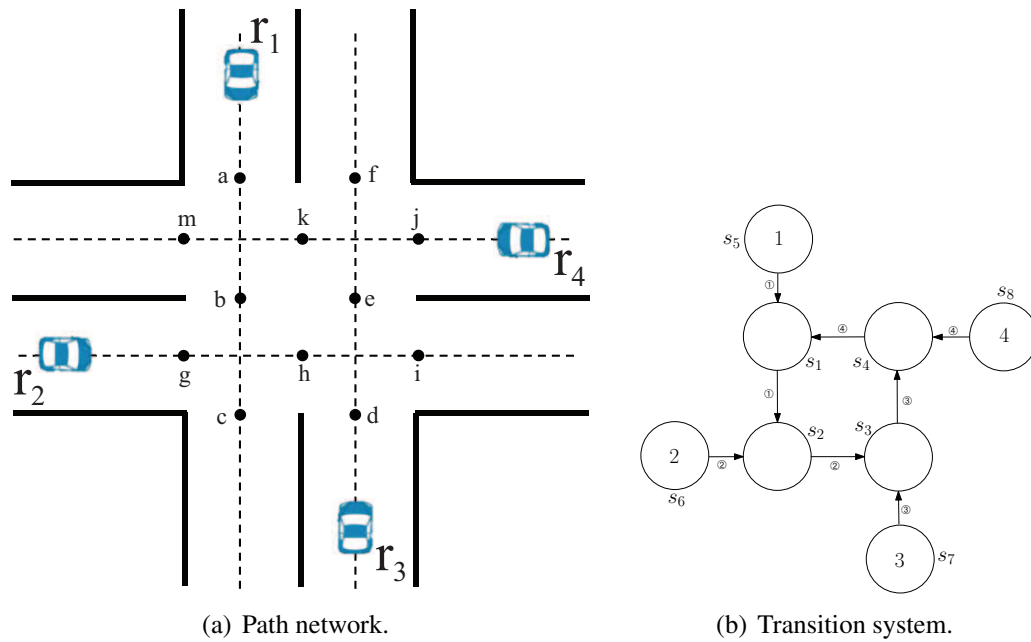 r₁
a
f
m
k
j
r₄
b
e
r₂
g
h
i
c
d
r₃
(a) Path network.
s₅
1
①
s₈
④
④
4
s₁
s₄
①
③
s₂
s₃
2
②
②
s₆
③
3
s₇
(b) Transition system.